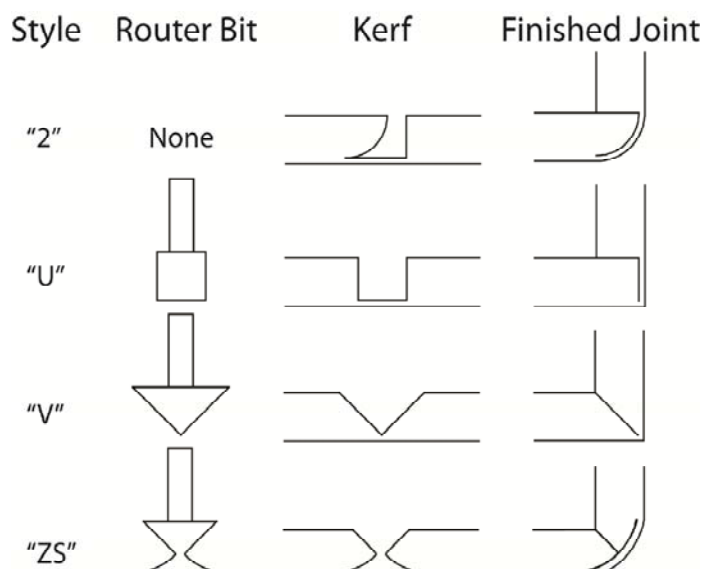 Style Router Bit Kerf Finished Joint
“2” None
“U”
“V”
“ZS”